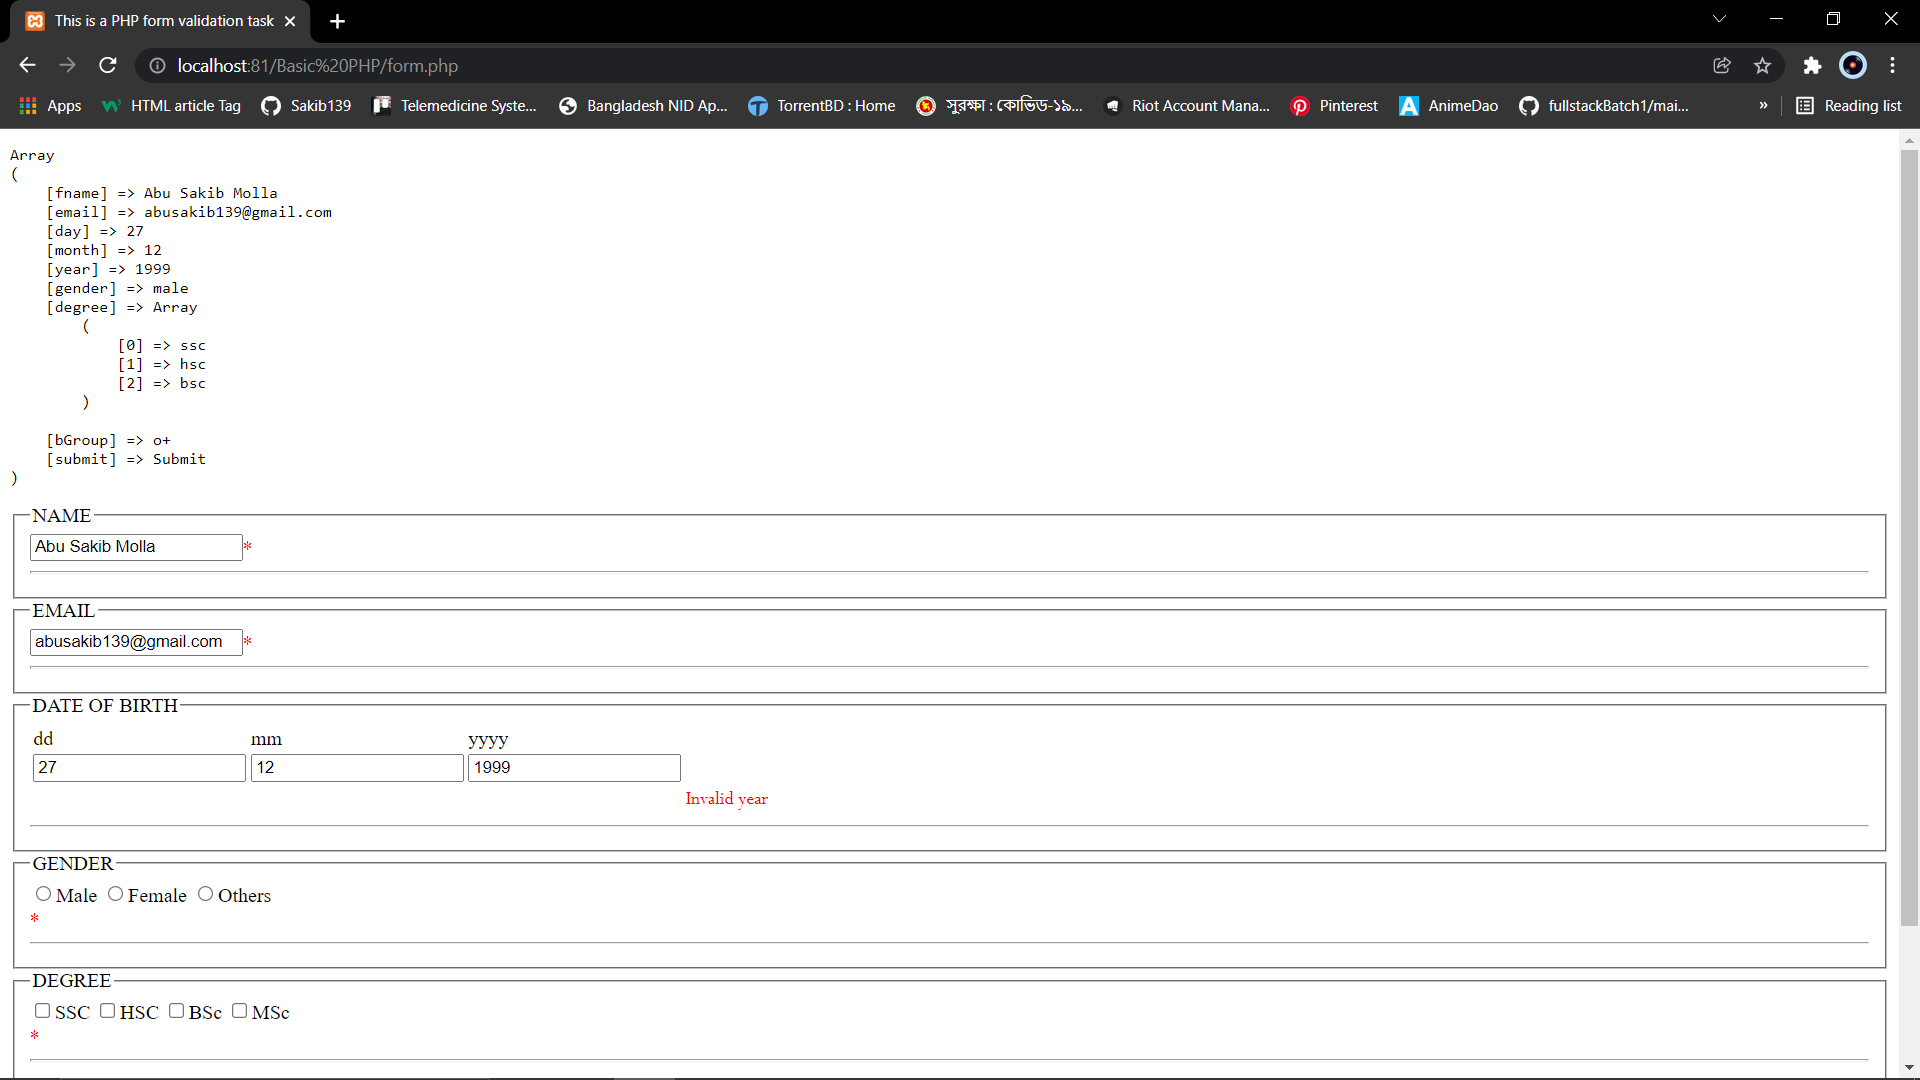 This is a PHP form validation task
localhost:81/Basic%20PHP/form.php
Apps HTML article Tag Sakib139 Telemedicine Syste... Bangladesh NID Ap... TorrentBD : Home সুরক্ষা : কোভিড-১৯... Riot Account Mana... Pinterest AnimeDao fullstackBatch1/mai... » Reading list
Array
(
[fname] => Abu Sakib Molla
[email] => abusakib139@gmail.com
[day] => 27
[month] => 12
[year] => 1999
[gender] => male
[degree] => Array
(
[0] => ssc
[1] => hsc
[2] => bsc
)
[bGroup] => o+
[submit] => Submit
)
NAME
Abu Sakib Molla*
EMAIL
abusakib139@gmail.com*
DATE OF BIRTH
dd mm yyyy
27 12 1999
Invalid year
GENDER
Male Female Others
*
DEGREE
SSC HSC BSc MSc
*